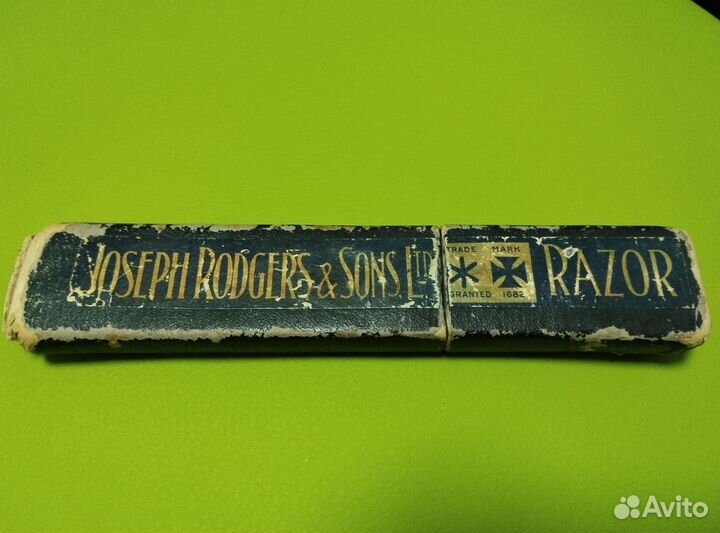 JOSEPH RODGERS & SONS, LTD
TRADE MARK
GRANTED 1682
RAZOR
Avito